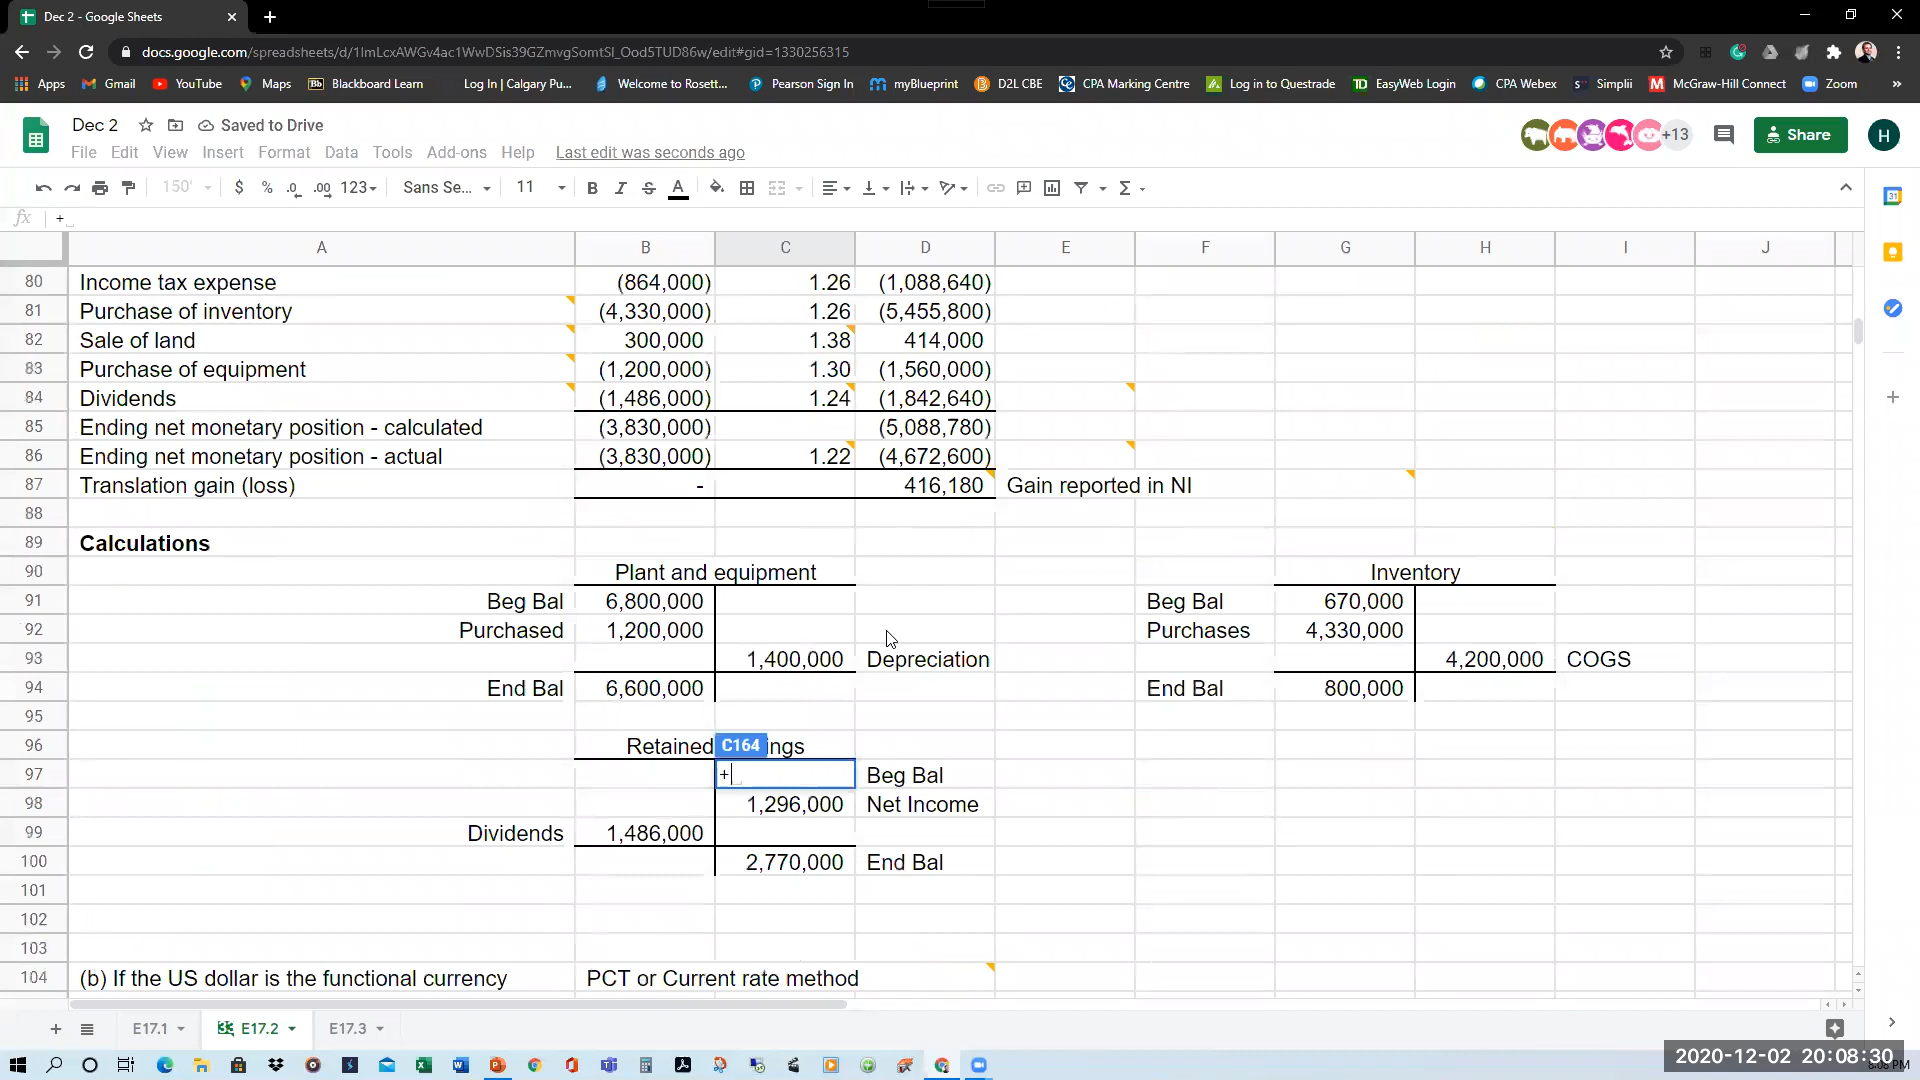 Dec 2 - Google Sheets
docs.google.com/spreadsheets/d/1ImLcxAWGv4ac1WwDSis39GZmvgSomtSl_Ood5TUD86w/edit#gid=1330256315
Apps Gmail YouTube Maps Bb Blackboard Learn Log In | Calgary Pu... Welcome to Rosett... Pearson Sign In myBlueprint D2L CBE CPA Marking Centre Log in to Questrade TD EasyWeb Login CPA Webex Simplii M McGraw-Hill Connect Zoom »
Dec 2 Saved to Drive
+13 Share H
File Edit View Insert Format Data Tools Add-ons Help Last edit was seconds ago
150 $ % .0 .00 123 Sans Se... 11 B I S A
fx +
A B C D E F G H I J
80 Income tax expense (864,000) 1.26 (1,088,640)
81 Purchase of inventory (4,330,000) 1.26 (5,455,800)
82 Sale of land 300,000 1.38 414,000
83 Purchase of equipment (1,200,000) 1.30 (1,560,000)
84 Dividends (1,486,000) 1.24 (1,842,640)
85 Ending net monetary position - calculated (3,830,000) (5,088,780)
86 Ending net monetary position - actual (3,830,000) 1.22 (4,672,600)
87 Translation gain (loss) - 416,180 Gain reported in NI
88
89 Calculations
90 Plant and equipment Inventory
91 Beg Bal 6,800,000 Beg Bal 670,000
92 Purchased 1,200,000 Purchases 4,330,000
93 1,400,000 Depreciation 4,200,000 COGS
94 End Bal 6,600,000 End Bal 800,000
95
96 Retained C164 ings
97 + Beg Bal
98 1,296,000 Net Income
99 Dividends 1,486,000
100 2,770,000 End Bal
101
102
103
104 (b) If the US dollar is the functional currency PCT or Current rate method
E17.1 E17.2 E17.3
2020-12-02 20:08:30